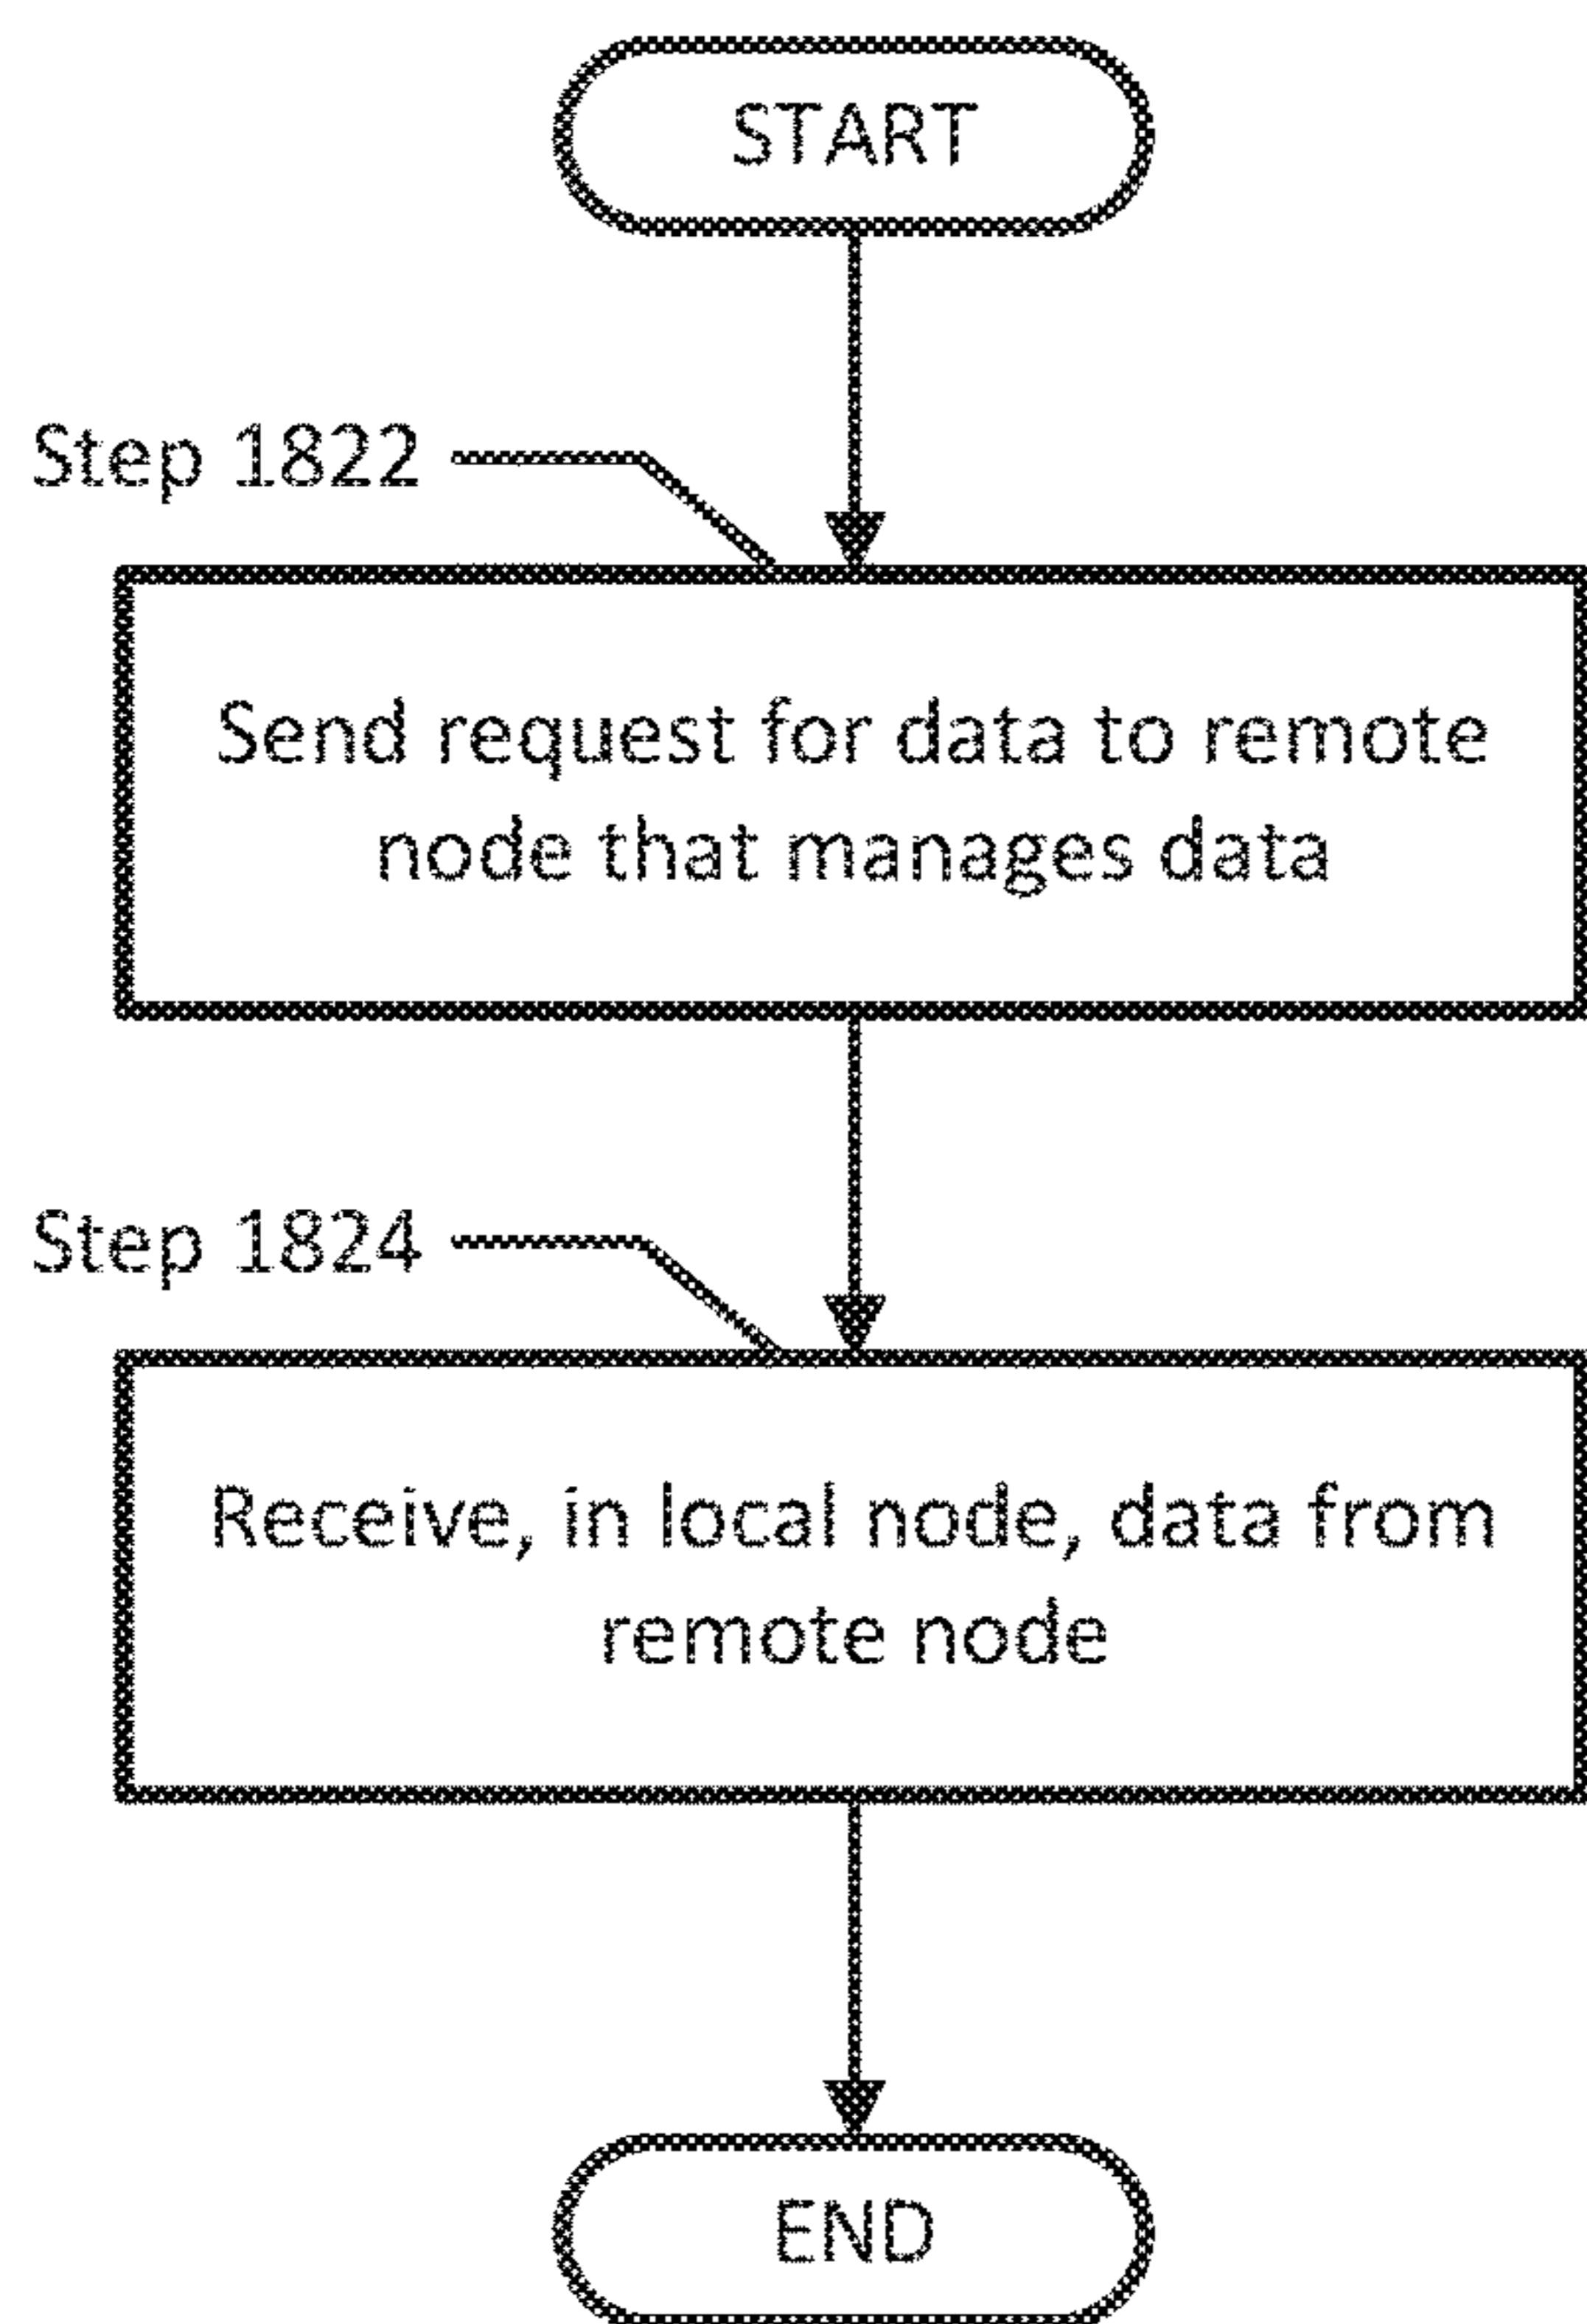 START
Step 1822
Send request for data to remote
node that manages data
Step 1824
Receive, in local node, data from
remote node
END